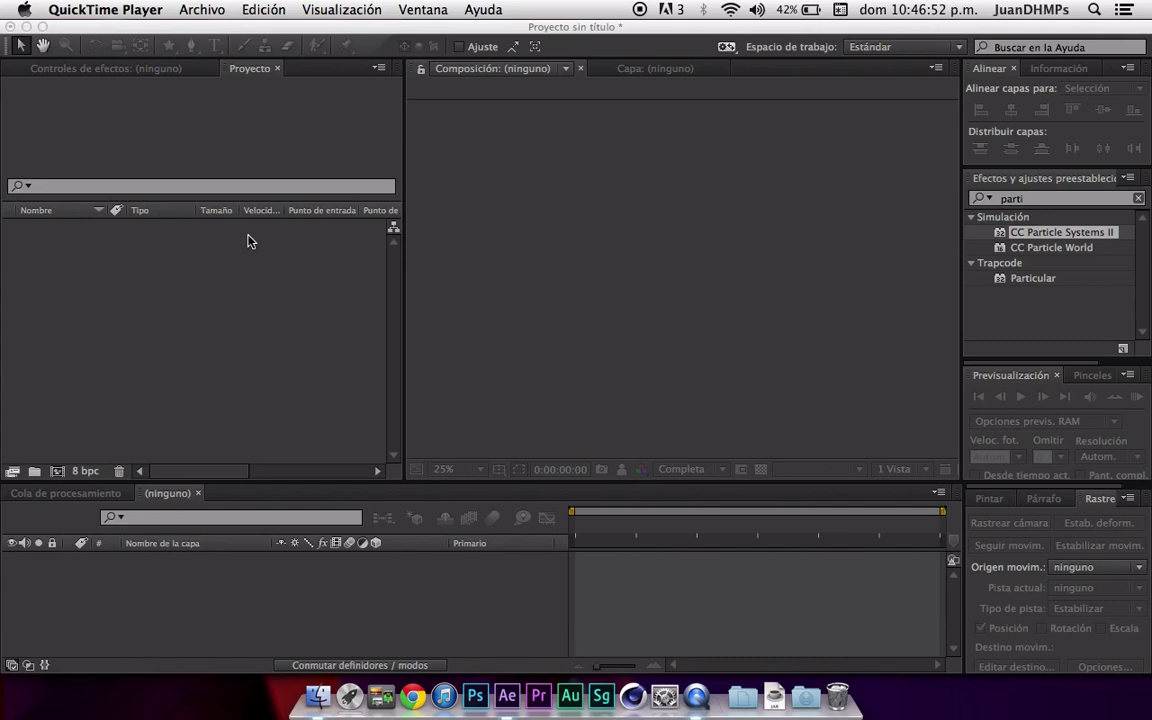 QuickTime Player Archivo Edición Visualización Ventana Ayuda 3 42% dom 10:46:52 p.m. JuanDHMPs
Proyecto sin título *
Ajuste Espacio de trabajo: Estándar Buscar en la Ayuda
Controles de efectos: (ninguno) Proyecto × Composición: (ninguno) × Capa: (ninguno) Alinear × Información
Alinear capas para: Selección
Distribuir capas:
Efectos y ajustes preestableci
parti
Nombre Tipo Tamaño Velocid... Punto de entrada Punto de
Simulación
CC Particle Systems II
CC Particle World
Trapcode
Particular
Previsualización × Pinceles
Opciones previs. RAM
Veloc. fot. Omitir Resolución
Autom. Autom.
Desde tiempo act. Pant. compl.
8 bpc 25% 0:00:00:00 Completa 1 Vista
Cola de procesamiento (ninguno) × Pintar Párrafo Rastre
Rastrear cámara Estab. deform.
# Nombre de la capa fx Primario
Seguir movim. Estabilizar movim.
Origen movim.: ninguno
Pista actual: ninguno
Tipo de pista: Estabilizar
Posición Rotación Escala
Destino movim.:
Conmutar definidores / modos Editar destino... Opciones...
Ps Ae Pr Au Sg JAR